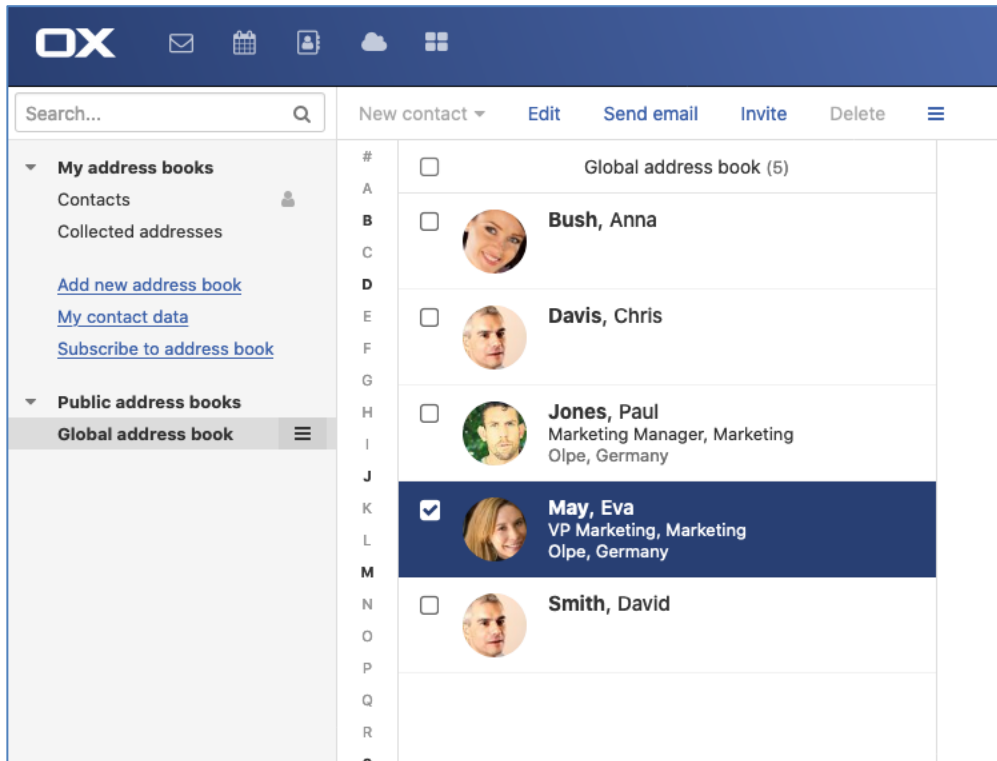 OX
Search...
New contact Edit Send email Invite Delete
My address books
Contacts
Collected addresses
Add new address book
My contact data
Subscribe to address book
Public address books
Global address book
#
A
B
C
D
E
F
G
H
I
J
K
L
M
N
O
P
Q
R
Global address book (5)
Bush, Anna
Davis, Chris
Jones, Paul
Marketing Manager, Marketing
Olpe, Germany
May, Eva
VP Marketing, Marketing
Olpe, Germany
Smith, David